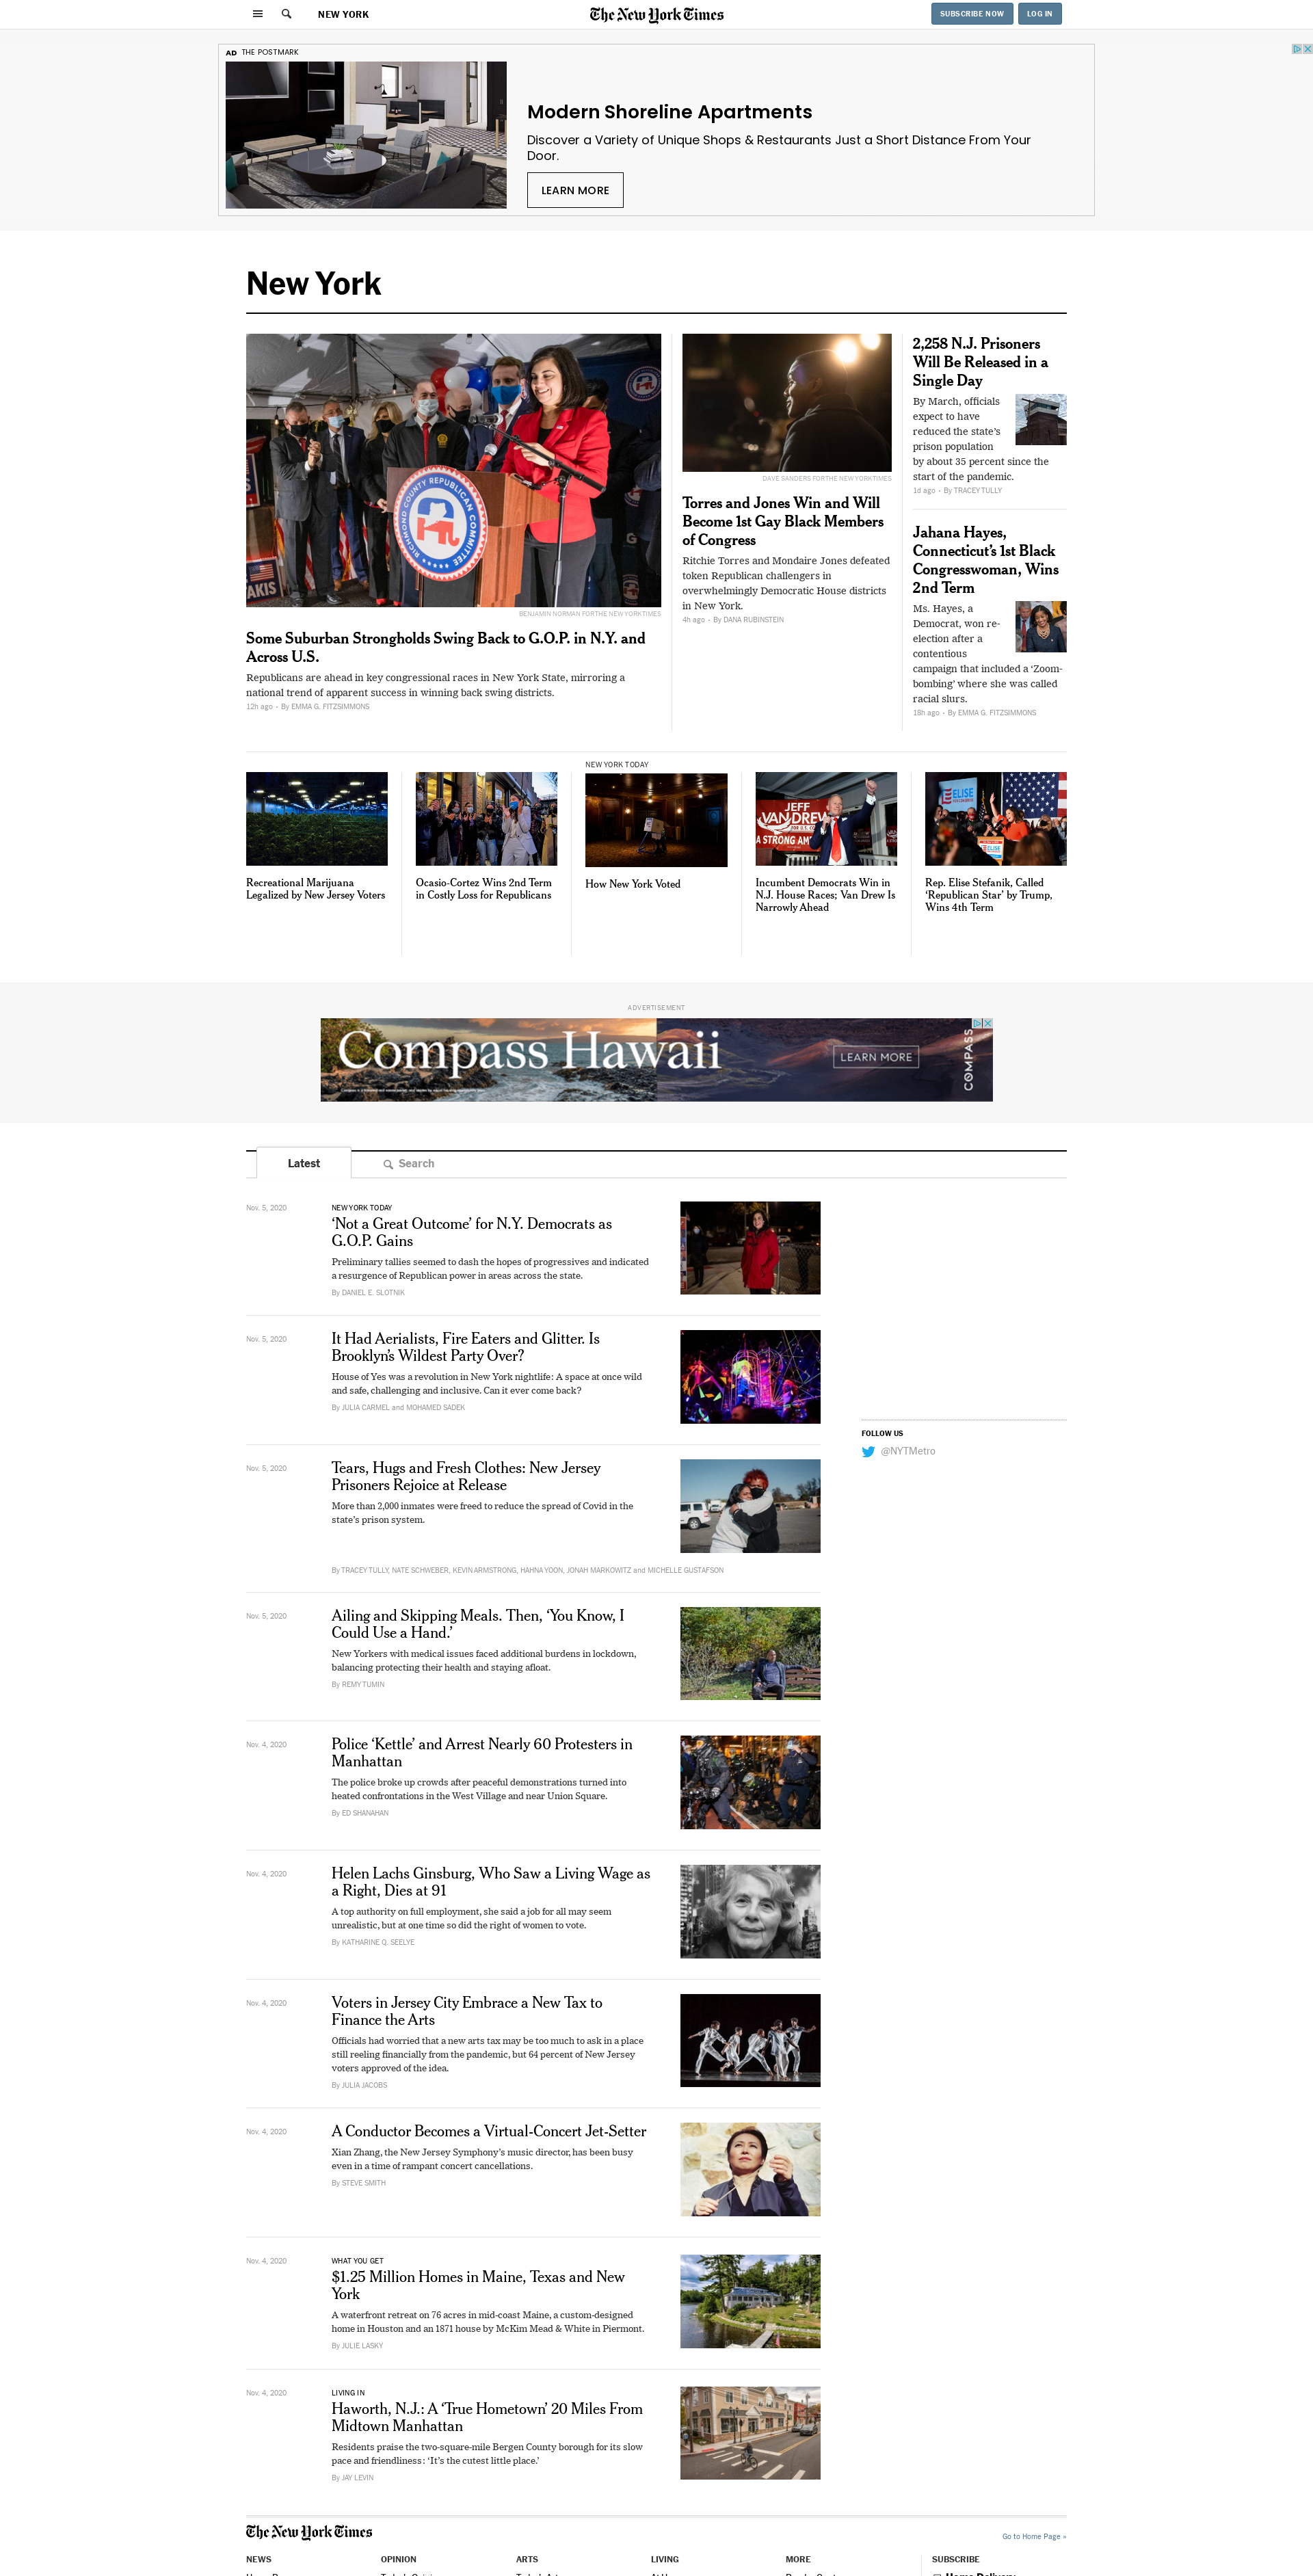 NEW YORK
The New York Times
SUBSCRIBE NOW
LOG IN
AD THE POSTMARK
Modern Shoreline Apartments
Discover a Variety of Unique Shops & Restaurants Just a Short Distance From Your
Door.
LEARN MORE
New York
BENJAMIN NORMAN FOR THE NEW YORK TIMES
Some Suburban Strongholds Swing Back to G.O.P. in N.Y. and
Across U.S.
Republicans are ahead in key congressional races in New York State, mirroring a
national trend of apparent success in winning back swing districts.
12h ago • By EMMA G. FITZSIMMONS
RICHMOND COUNTY REPUBLICAN COMMITTEE
DAVE SANDERS FOR THE NEW YORK TIMES
Torres and Jones Win and Will
Become 1st Gay Black Members
of Congress
Ritchie Torres and Mondaire Jones defeated
token Republican challengers in
overwhelmingly Democratic House districts
in New York.
4h ago • By DANA RUBINSTEIN
2,258 N.J. Prisoners
Will Be Released in a
Single Day
By March, officials
expect to have
reduced the state’s
prison population
by about 35 percent since the
start of the pandemic.
1d ago • By TRACEY TULLY
Jahana Hayes,
Connecticut’s 1st Black
Congresswoman, Wins
2nd Term
Ms. Hayes, a
Democrat, won re-
election after a
contentious
campaign that included a ‘Zoom-
bombing’ where she was called
racial slurs.
18h ago • By EMMA G. FITZSIMMONS
Recreational Marijuana
Legalized by New Jersey Voters
Ocasio-Cortez Wins 2nd Term
in Costly Loss for Republicans
NEW YORK TODAY
How New York Voted
JEFF
VAN DREW
Incumbent Democrats Win in
N.J. House Races; Van Drew Is
Narrowly Ahead
ELISE
Rep. Elise Stefanik, Called
‘Republican Star’ by Trump,
Wins 4th Term
ADVERTISEMENT
Compass Hawaii
LEARN MORE
COMPASS
Latest
Search
Nov. 5, 2020
NEW YORK TODAY
‘Not a Great Outcome’ for N.Y. Democrats as
G.O.P. Gains
Preliminary tallies seemed to dash the hopes of progressives and indicated
a resurgence of Republican power in areas across the state.
By DANIEL E. SLOTNIK
Nov. 5, 2020
It Had Aerialists, Fire Eaters and Glitter. Is
Brooklyn’s Wildest Party Over?
House of Yes was a revolution in New York nightlife: A space at once wild
and safe, challenging and inclusive. Can it ever come back?
By JULIA CARMEL and MOHAMED SADEK
FOLLOW US
@NYTMetro
Nov. 5, 2020
Tears, Hugs and Fresh Clothes: New Jersey
Prisoners Rejoice at Release
More than 2,000 inmates were freed to reduce the spread of Covid in the
state’s prison system.
By TRACEY TULLY, NATE SCHWEBER, KEVIN ARMSTRONG, HAHNA YOON, JONAH MARKOWITZ and MICHELLE GUSTAFSON
Nov. 5, 2020
Ailing and Skipping Meals. Then, ‘You Know, I
Could Use a Hand.’
New Yorkers with medical issues faced additional burdens in lockdown,
balancing protecting their health and staying afloat.
By REMY TUMIN
Nov. 4, 2020
Police ‘Kettle’ and Arrest Nearly 60 Protesters in
Manhattan
The police broke up crowds after peaceful demonstrations turned into
heated confrontations in the West Village and near Union Square.
By ED SHANAHAN
Nov. 4, 2020
Helen Lachs Ginsburg, Who Saw a Living Wage as
a Right, Dies at 91
A top authority on full employment, she said a job for all may seem
unrealistic, but at one time so did the right of women to vote.
By KATHARINE Q. SEELYE
Nov. 4, 2020
Voters in Jersey City Embrace a New Tax to
Finance the Arts
Officials had worried that a new arts tax may be too much to ask in a place
still reeling financially from the pandemic, but 64 percent of New Jersey
voters approved of the idea.
By JULIA JACOBS
Nov. 4, 2020
A Conductor Becomes a Virtual-Concert Jet-Setter
Xian Zhang, the New Jersey Symphony’s music director, has been busy
even in a time of rampant concert cancellations.
By STEVE SMITH
Nov. 4, 2020
WHAT YOU GET
$1.25 Million Homes in Maine, Texas and New
York
A waterfront retreat on 76 acres in mid-coast Maine, a custom-designed
home in Houston and an 1871 house by McKim Mead & White in Piermont.
By JULIE LASKY
Nov. 4, 2020
LIVING IN
Haworth, N.J.: A ‘True Hometown’ 20 Miles From
Midtown Manhattan
Residents praise the two-square-mile Bergen County borough for its slow
pace and friendliness: ‘It’s the cutest little place.’
By JAY LEVIN
The New York Times
Go to Home Page »
NEWS
OPINION
ARTS
LIVING
MORE
SUBSCRIBE